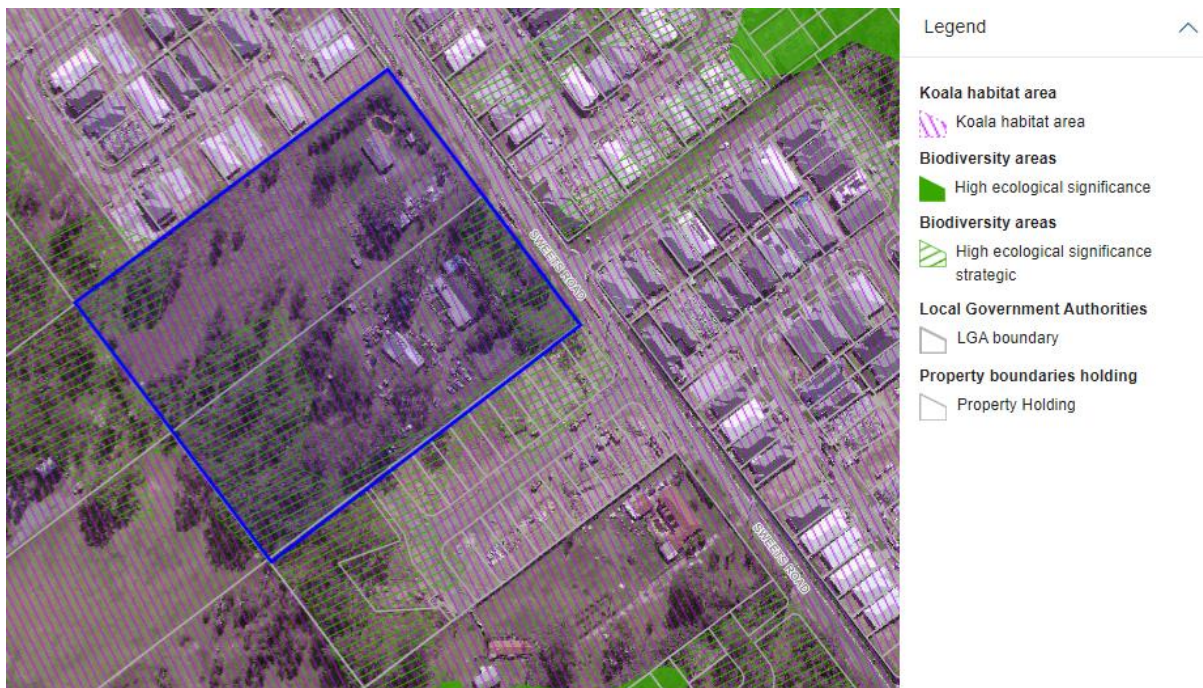 Legend
Koala habitat area
Koala habitat area
Biodiversity areas
High ecological significance
Biodiversity areas
High ecological significance
strategic
Local Government Authorities
LGA boundary
Property boundaries holding
Property Holding
SWEETS ROAD
SWEETS ROAD